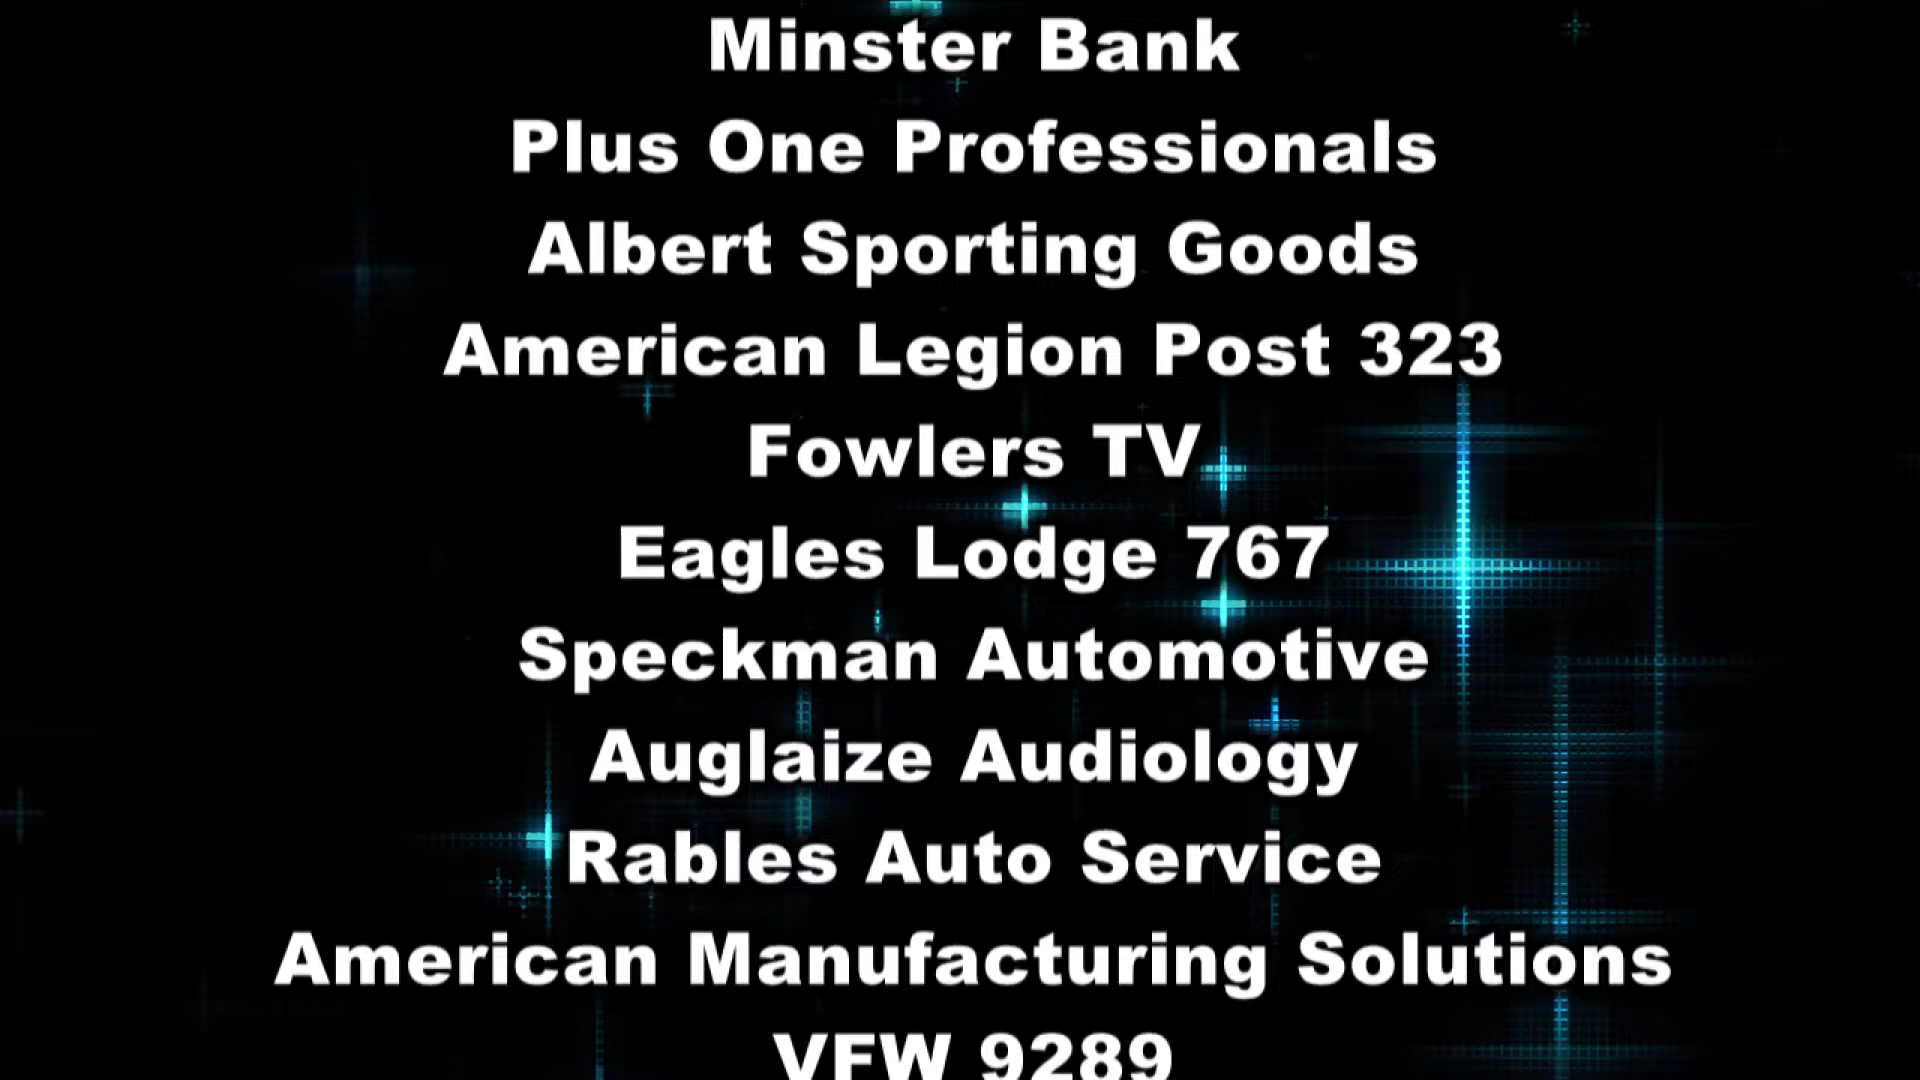 Minster Bank
Plus One Professionals
Albert Sporting Goods
American Legion Post 323
Fowlers TV
Eagles Lodge 767
Speckman Automotive
Auglaize Audiology
Rables Auto Service
American Manufacturing Solutions
VFW 9289